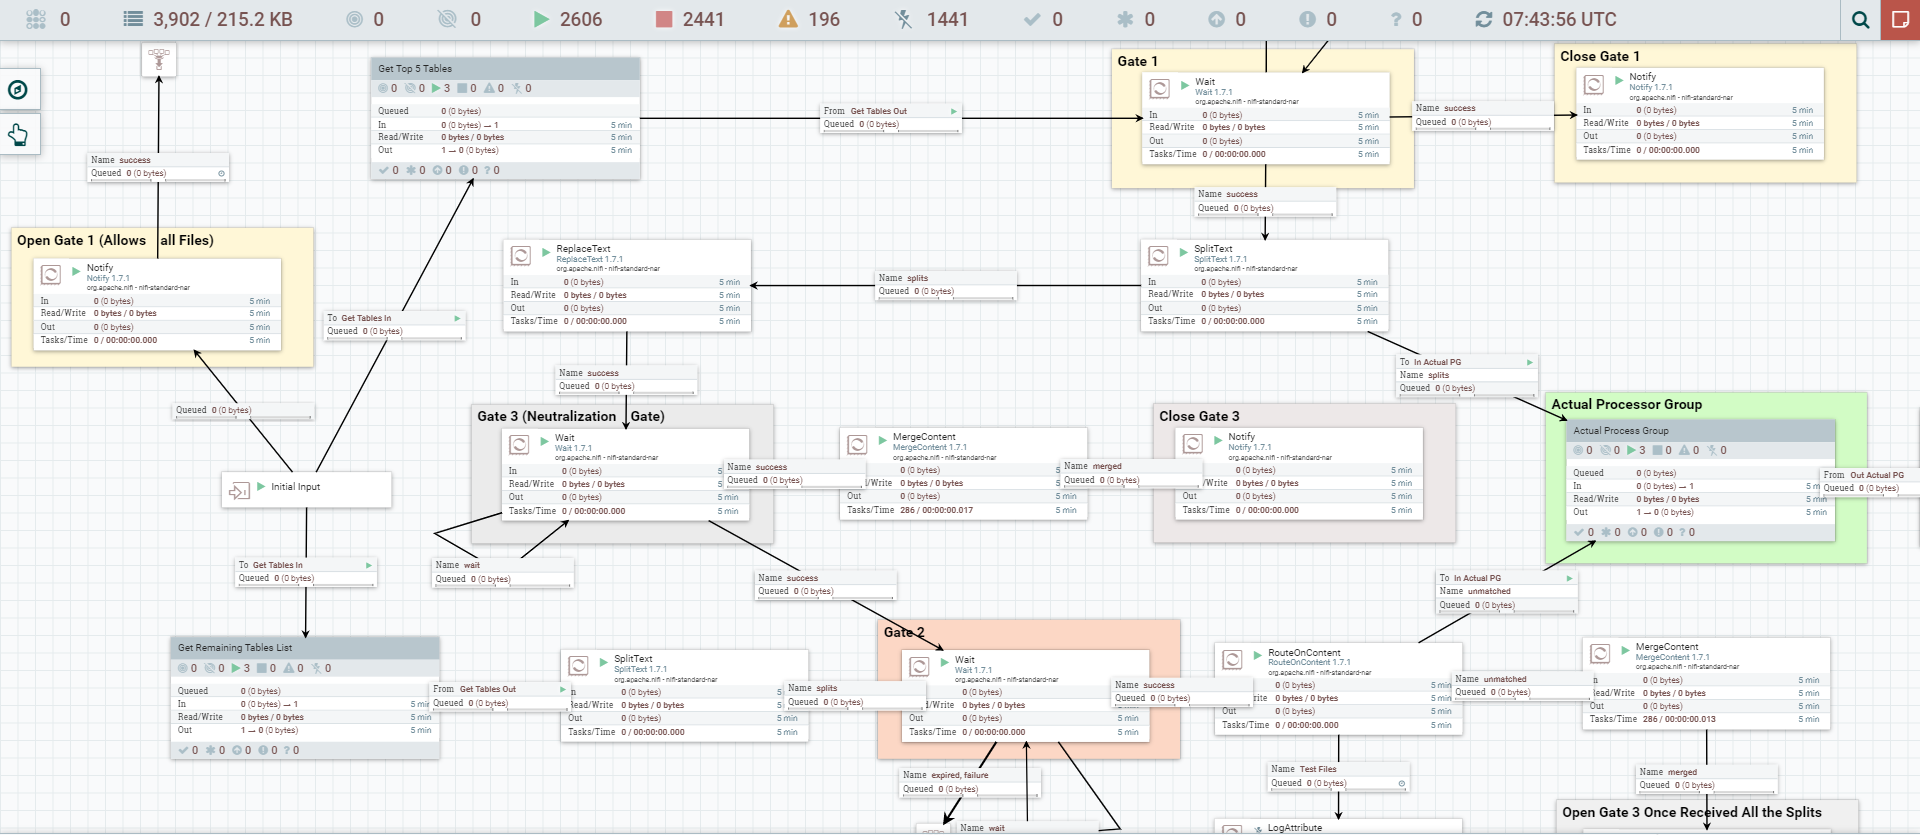 0 3,902 / 215.2 KB 0 0 2606 2441 196 1441 0 0 0 0 ? 0 07:43:56 UTC
Name success
Queued 0 (0 bytes)
Open Gate 1 (Allows all Files)
Notify
Notify 1.7.1
org.apache.nifi - nifi-standard-nar
In 0 (0 bytes) 5 min
Read/Write 0 bytes / 0 bytes 5 min
Out 0 (0 bytes) 5 min
Tasks/Time 0 / 00:00:00.000 5 min
Queued 0 (0 bytes)
Initial Input
To Get Tables In
Queued 0 (0 bytes)
To Get Tables In
Queued 0 (0 bytes)
Get Top 5 Tables
0 0 3 0 0 0
Queued 0 (0 bytes)
In 0 (0 bytes) → 1 5 min
Read/Write 0 bytes / 0 bytes 5 min
Out 1 → 0 (0 bytes) 5 min
0 0 0 0 ? 0
From Get Tables Out
Queued 0 (0 bytes)
Gate 1
Wait
Wait 1.7.1
org.apache.nifi - nifi-standard-nar
In 0 (0 bytes) 5 min
Read/Write 0 bytes / 0 bytes 5 min
Out 0 (0 bytes) 5 min
Tasks/Time 0 / 00:00:00.000 5 min
Name success
Queued 0 (0 bytes)
Close Gate 1
Notify
Notify 1.7.1
org.apache.nifi - nifi-standard-nar
In 0 (0 bytes) 5 min
Read/Write 0 bytes / 0 bytes 5 min
Out 0 (0 bytes) 5 min
Tasks/Time 0 / 00:00:00.000 5 min
Name success
Queued 0 (0 bytes)
SplitText
SplitText 1.7.1
org.apache.nifi - nifi-standard-nar
In 0 (0 bytes) 5 min
Read/Write 0 bytes / 0 bytes 5 min
Out 0 (0 bytes) 5 min
Tasks/Time 0 / 00:00:00.000 5 min
Name splits
Queued 0 (0 bytes)
ReplaceText
ReplaceText 1.7.1
org.apache.nifi - nifi-standard-nar
In 0 (0 bytes) 5 min
Read/Write 0 bytes / 0 bytes 5 min
Out 0 (0 bytes) 5 min
Tasks/Time 0 / 00:00:00.000 5 min
Name success
Queued 0 (0 bytes)
To In Actual PG
Name splits
Queued 0 (0 bytes)
Gate 3 (Neutralization Gate)
Wait
Wait 1.7.1
org.apache.nifi - nifi-standard-nar
In 0 (0 bytes) 5
Read/Write 0 bytes / 0 bytes 5
Out 0 (0 bytes) 5 min
Tasks/Time 0 / 00:00:00.000 5 min
Name success
Queued 0 (0 bytes)
MergeContent
MergeContent 1.7.1
org.apache.nifi - nifi-standard-nar
0 (0 bytes)
/Write 0 bytes / 0 bytes 5 min
Out 0 (0 bytes) 5 min
Tasks/Time 286 / 00:00:00.017 5 min
Name merged
Queued 0 (0 bytes)
Close Gate 3
Notify
Notify 1.7.1
org.apache.nifi - nifi-standard-nar
0 (0 bytes) 5 min
/Write 0 bytes / 0 bytes 5 min
Out 0 (0 bytes) 5 min
Tasks/Time 0 / 00:00:00.000 5 min
Actual Processor Group
Actual Process Group
0 0 3 0 0 0
Queued 0 (0 bytes)
In 0 (0 bytes) → 1 5 m
Read/Write 0 bytes / 0 bytes 5 min
Out 1 → 0 (0 bytes) 5 min
0 0 0 0 ? 0
From Out Actual PG
Queued 0 (0 bytes)
Name wait
Queued 0 (0 bytes)
Name success
Queued 0 (0 bytes)
To In Actual PG
Name unmatched
Queued 0 (0 bytes)
Get Remaining Tables List
0 0 3 0 0 0
Queued 0 (0 bytes)
In 0 (0 bytes) → 1 5 min
Read/Write 0 bytes / 0 bytes 5 min
Out 1 → 0 (0 bytes) 5 min
0 0 0 0 ? 0
From Get Tables Out
Queued 0 (0 bytes)
SplitText
SplitText 1.7.1
org.apache.nifi - nifi-standard-nar
n 0 (0 bytes) 5
Read/Write 0 bytes / 0 bytes 5
Out 0 (0 bytes) 5 min
Tasks/Time 0 / 00:00:00.000 5 min
Name splits
Queued 0 (0 bytes)
Gate 2
Wait
Wait 1.7.1
org.apache.nifi - nifi-standard-nar
0 (0 bytes)
/Write 0 bytes / 0 bytes
Out 0 (0 bytes) 5 min
Tasks/Time 0 / 00:00:00.000 5 min
Name success
Queued 0 (0 bytes)
RouteOnContent
RouteOnContent 1.7.1
org.apache.nifi - nifi-standard-nar
0 (0 bytes) 5 min
rite 0 bytes / 0 bytes 5 min
Out 0 (0 bytes) 5 min
Tasks/Time 0 / 00:00:00.000 5 min
Name unmatched
Queued 0 (0 bytes)
MergeContent
MergeContent 1.7.1
org.apache.nifi - nifi-standard-nar
n 0 (0 bytes) 5 min
Read/Write 0 bytes / 0 bytes 5 min
Out 0 (0 bytes) 5 min
Tasks/Time 286 / 00:00:00.013 5 min
Name expired, failure
Queued 0 (0 bytes)
Name wait
Name Test Files
Queued 0 (0 bytes)
LogAttribute
Name merged
Queued 0 (0 bytes)
Open Gate 3 Once Received All the Splits